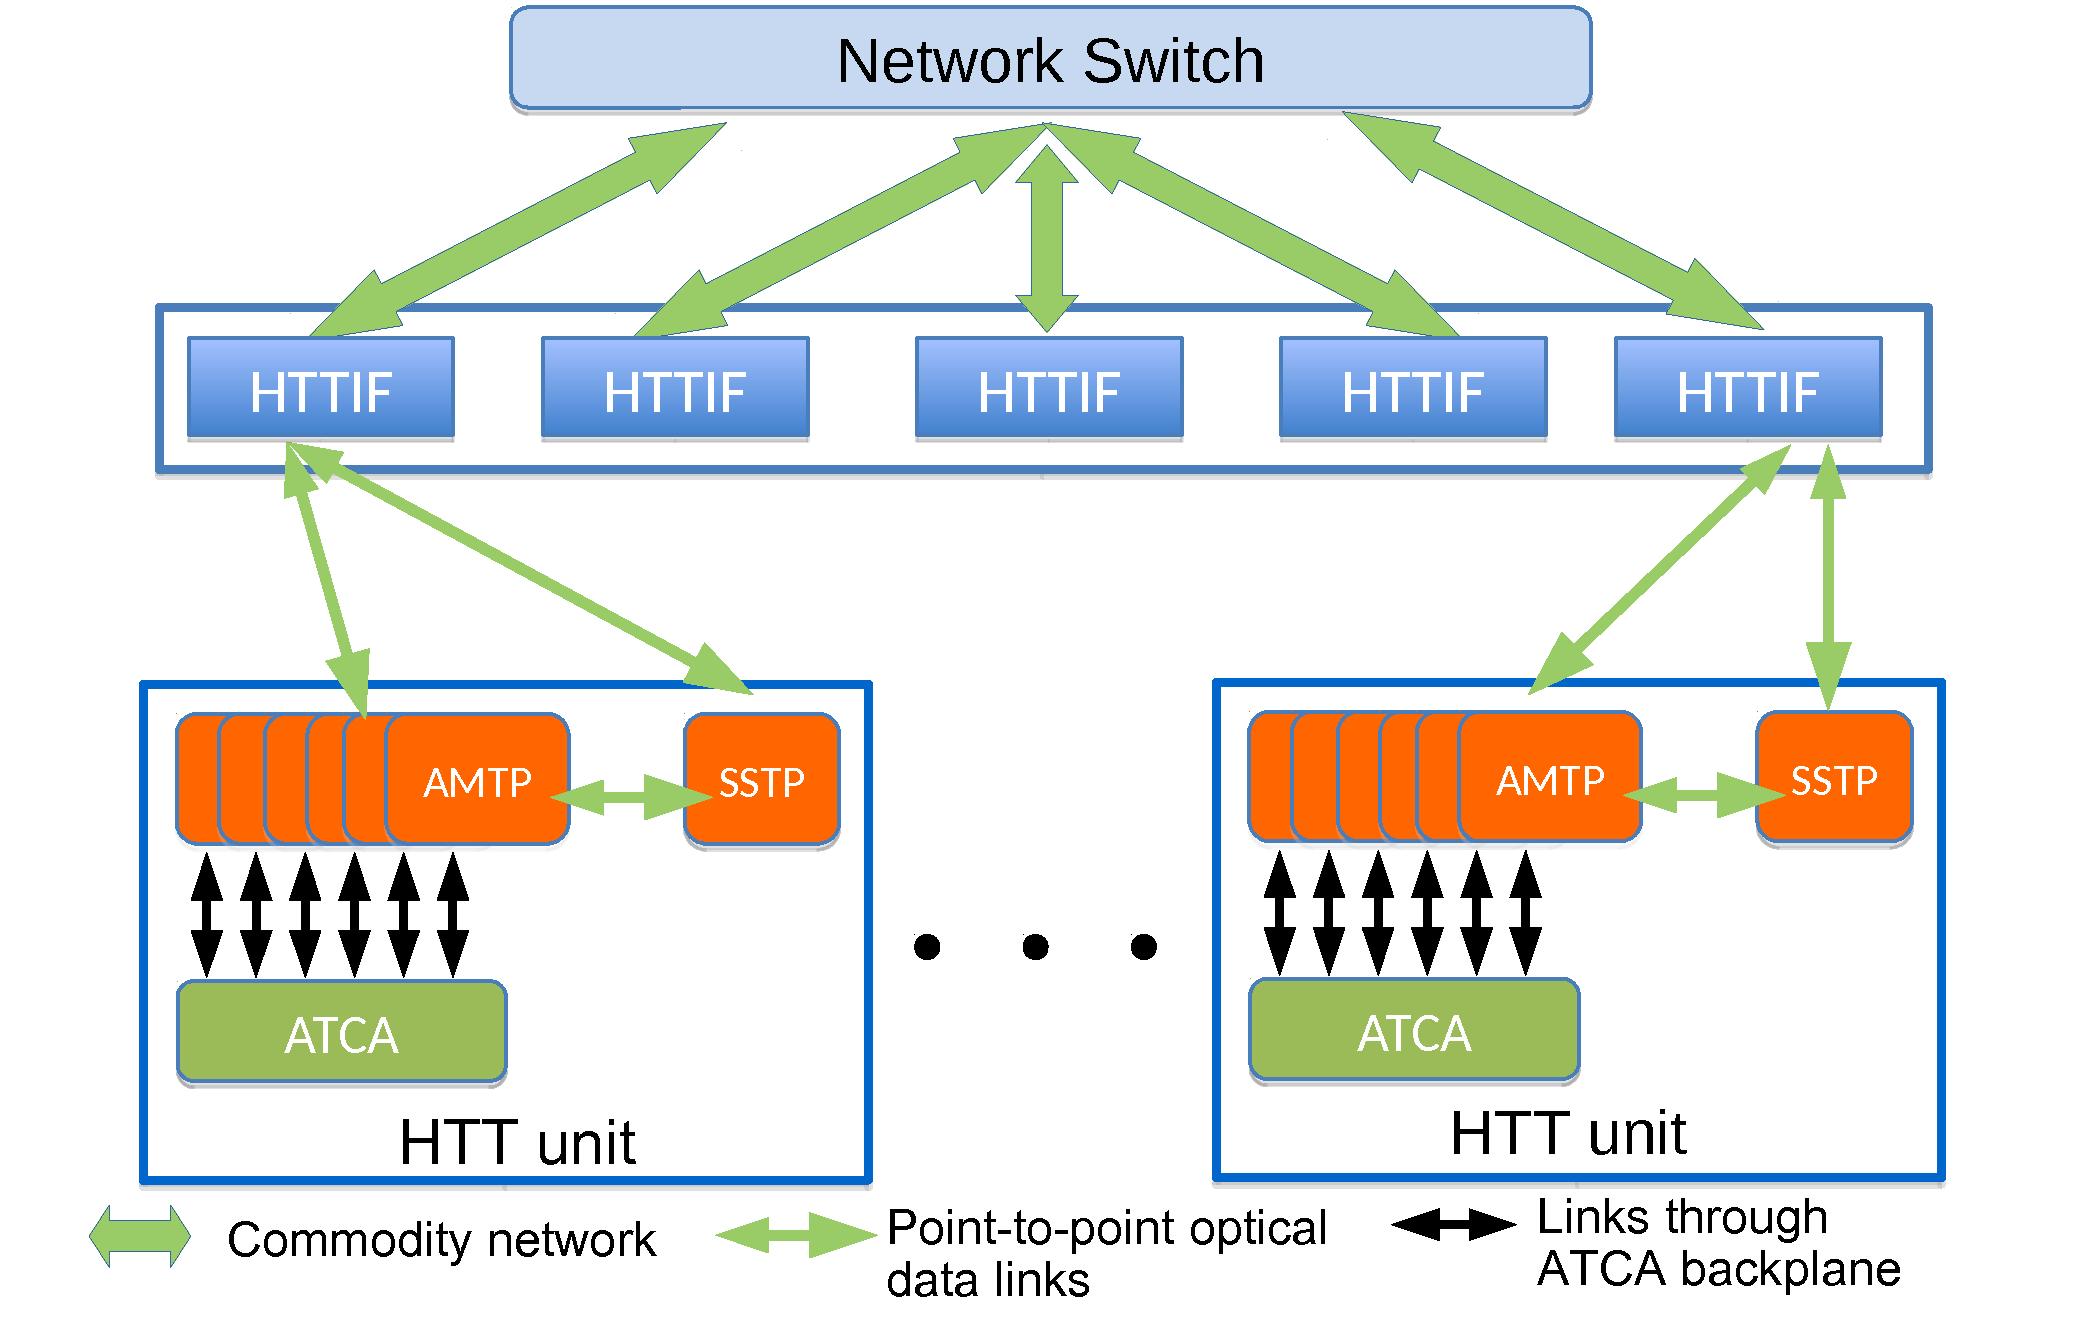 Network Switch
HTTIF HTTIF HTTIF HTTIF HTTIF
AMTP SSTP
ATCA
HTT unit
AMTP SSTP
ATCA
HTT unit
Commodity network
Point-to-point optical
data links
Links through
ATCA backplane